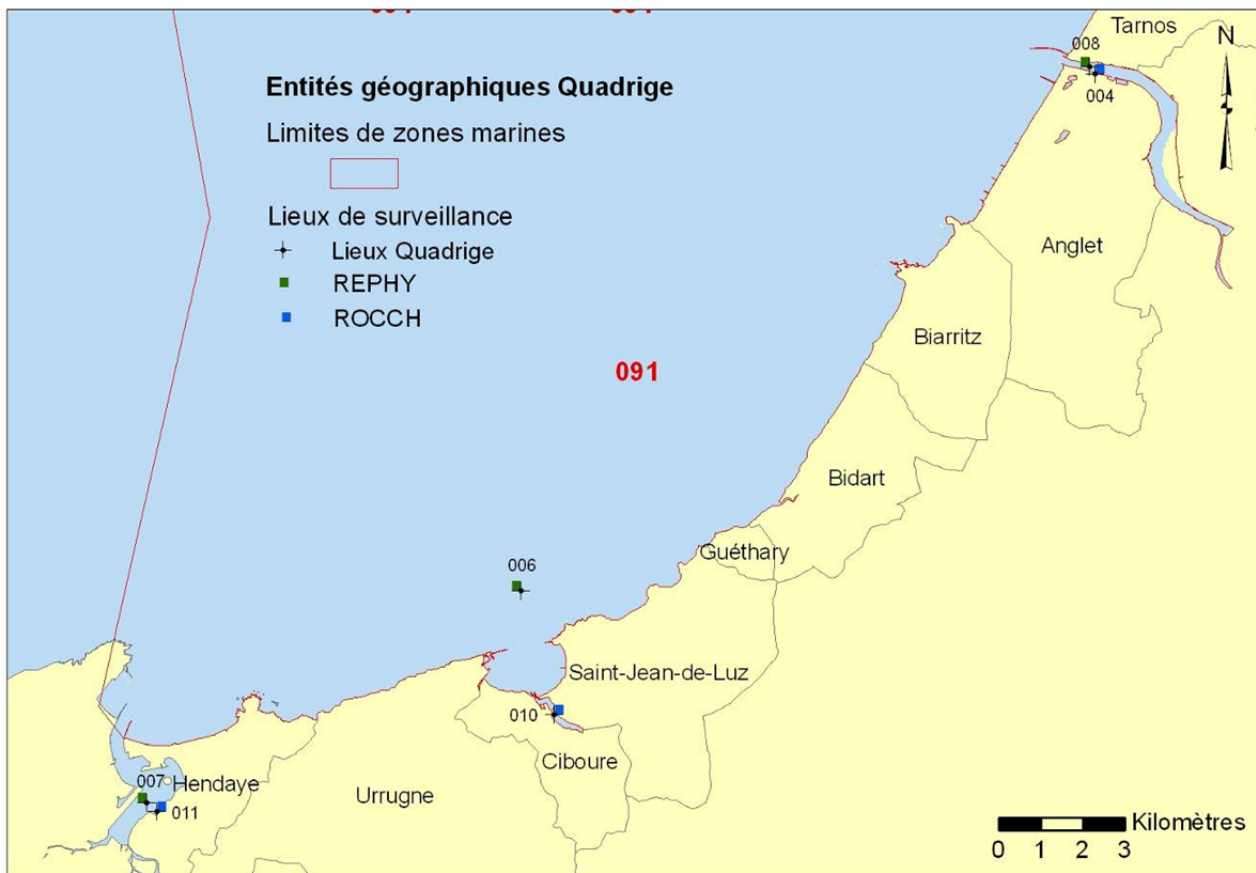 Tarnos
008
N
Entités géographiques Quadrige
004
Limites de zones marines
Lieux de surveillance
Lieux Quadrige
Anglet
REPHY
ROCCH
Biarritz
091
Bidart
Guéthary
006
Saint-Jean-de-Luz
010
Ciboure
007
Hendaye
Urrugne
011
Kilomètres
0 1 2 3